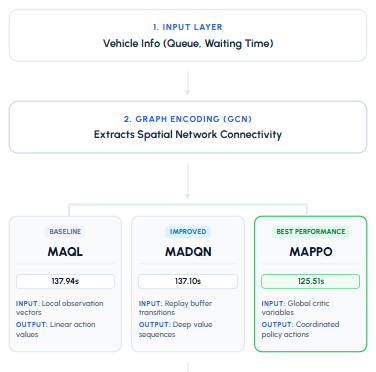 1. INPUT LAYER
Vehicle Info (Queue, Waiting Time)
2. GRAPH ENCODING (GCN)
Extracts Spatial Network Connectivity
BASELINE
MAQL
137.94s
INPUT: Local observation
vectors
OUTPUT: Linear action
values
IMPROVED
MADQN
137.10s
INPUT: Replay buffer
transitions
OUTPUT: Deep value
sequences
BEST PERFORMANCE
MAPPO
125.51s
INPUT: Global critic
variables
OUTPUT: Coordinated
policy actions